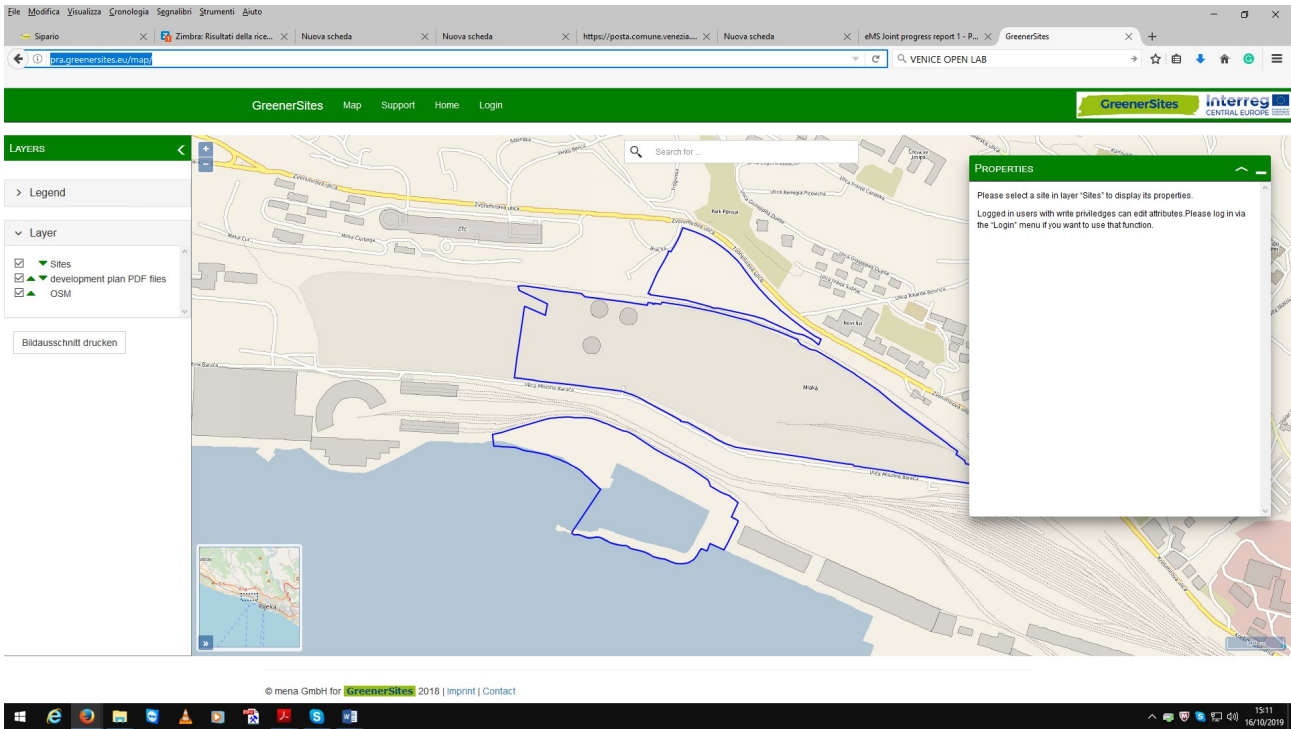 File Modifica Visualizza Cronologia Segnalibri Strumenti Aiuto
Sipario
Zimbra: Risultati della rice...
Nuova scheda
Nuova scheda
https://posta.comune.venezia....
Nuova scheda
eMS Joint progress report 1 - P...
GreenerSites
pra.greenersites.eu/map/
VENICE OPEN LAB
GreenerSites Map Support Home Login
GreenerSites
Interreg
CENTRAL EUROPE
LAYERS
Legend
Layer
Sites
development plan PDF files
OSM
Bildausschnitt drucken
Search for ...
PROPERTIES
Please select a site in layer "Sites" to display its properties.
Logged in users with write priviledges can edit attributes.Please log in via
the "Login" menu if you want to use that function.
Zvonimirova ulica
Zvonimirova ulica
ZTC
Park Pproval
Mlaka
Ulica Milutina Barača
Ulica Milutina Barača
Rijeka
© mena GmbH for GreenerSites 2018 | Imprint | Contact
15:11
16/10/2019